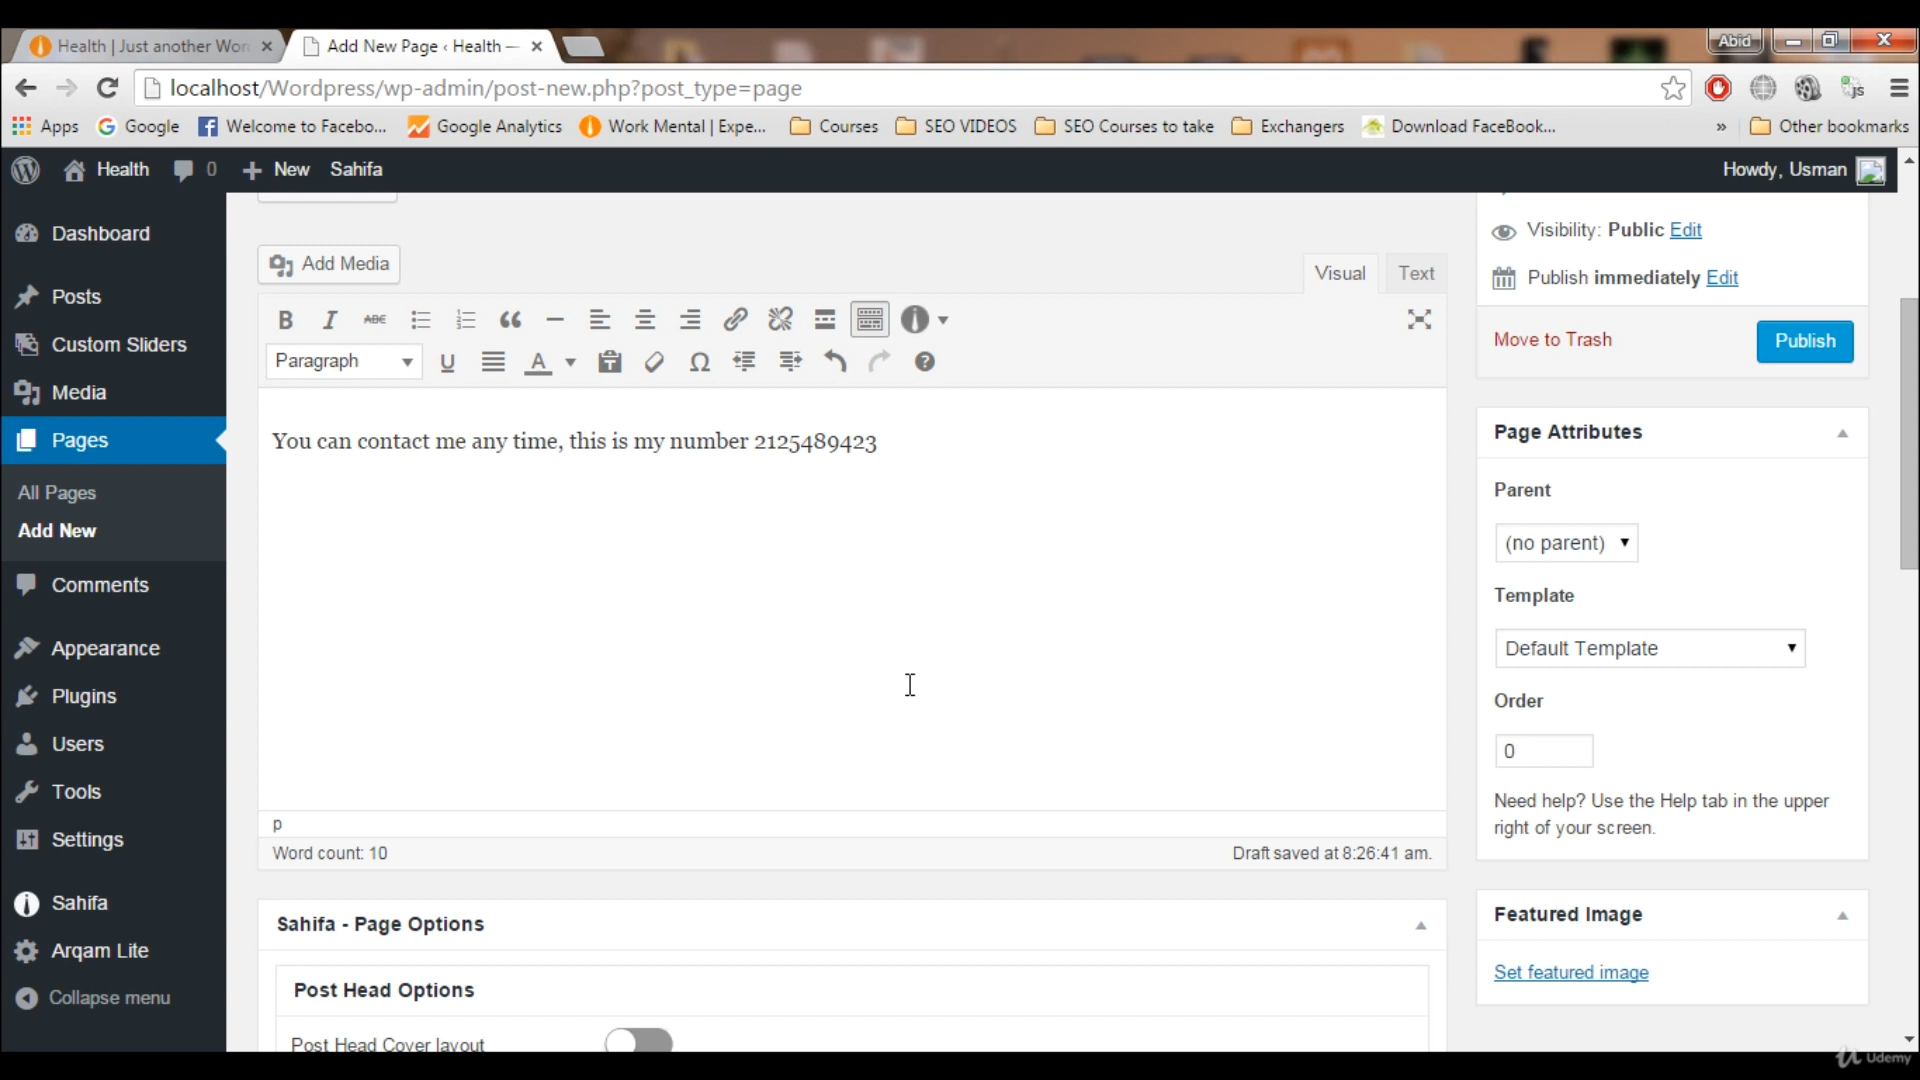 Health | Just another Wor
Add New Page ‹ Health —
Abid
localhost/Wordpress/wp-admin/post-new.php?post_type=page
js
Apps
Google
Welcome to Facebo...
Google Analytics
Work Mental | Expe...
Courses
SEO VIDEOS
SEO Courses to take
Exchangers
Download FaceBook...
»
Other bookmarks
Health
0
New
Sahifa
Howdy, Usman
Dashboard
Posts
Custom Sliders
Media
Pages
All Pages
Add New
Comments
Appearance
Plugins
Users
Tools
Settings
Sahifa
Arqam Lite
Collapse menu
Add Media
Visual
Text
B I ABC
Paragraph
U A Ω
You can contact me any time, this is my number 2125489423
p
Word count: 10
Draft saved at 8:26:41 am.
Sahifa - Page Options
Post Head Options
Post Head Cover layout
Visibility: Public Edit
Publish immediately Edit
Move to Trash
Publish
Page Attributes
Parent
(no parent)
Template
Default Template
Order
0
Need help? Use the Help tab in the upper
right of your screen.
Featured Image
Set featured image
Udemy